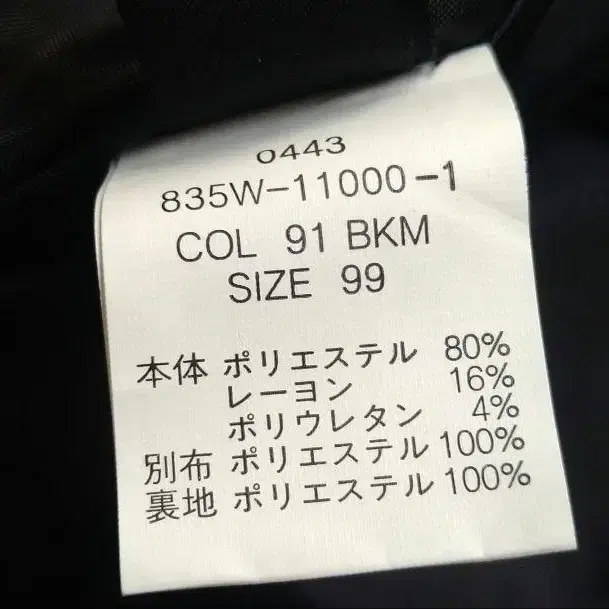 0443
835W-11000-1
COL 91 BKM
SIZE 99
本体 ポリエステル 80%
レーヨン 16%
ポリウレタン 4%
別布 ポリエステル 100%
裏地 ポリエステル 100%